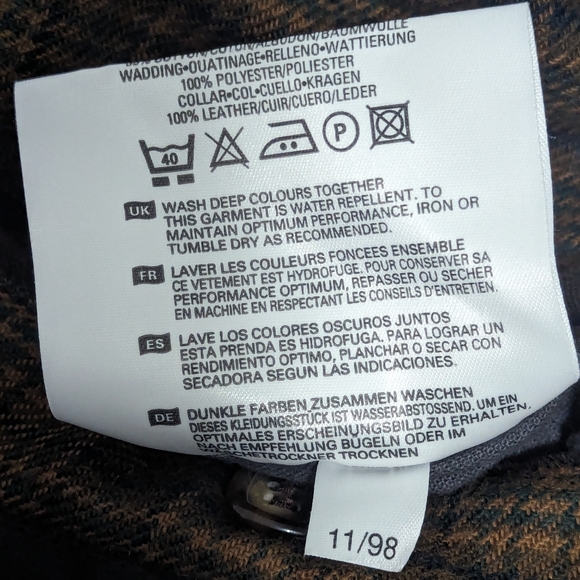 COTTON/COTON/ALGODON/BAUMWOLLE
WADDING•OUATINAGE•RELLENO•WATTIERUNG
100% POLYESTER/POLIESTER
COLLAR•COL•CUELLO•KRAGEN
100% LEATHER/CUIR/CUERO/LEDER
40 P
UK WASH DEEP COLOURS TOGETHER
THIS GARMENT IS WATER REPELLENT. TO
MAINTAIN OPTIMUM PERFORMANCE, IRON OR
TUMBLE DRY AS RECOMMENDED.
FR LAVER LES COULEURS FONCEES ENSEMBLE
CE VETEMENT EST HYDROFUGE. POUR CONSERVER SA
PERFORMANCE OPTIMUM, REPASSER OU SECHER
EN MACHINE EN RESPECTANT LES CONSEILS D'ENTRETIEN.
ES LAVE LOS COLORES OSCUROS JUNTOS
ESTA PRENDA ES HIDROFUGA. PARA LOGRAR UN
RENDIMIENTO OPTIMO, PLANCHAR O SECAR CON
SECADORA SEGUN LAS INDICACIONES.
DE DUNKLE FARBEN ZUSAMMEN WASCHEN
DIESES KLEIDUNGSSTÜCK IST WASSERABSTOSSEND. UM EIN
OPTIMALES ERSCHEINUNGSBILD ZU ERHALTEN,
NACH EMPFEHLUNG BÜGELN ODER IM
WÄSCHETROCKNER TROCKNEN
11/98